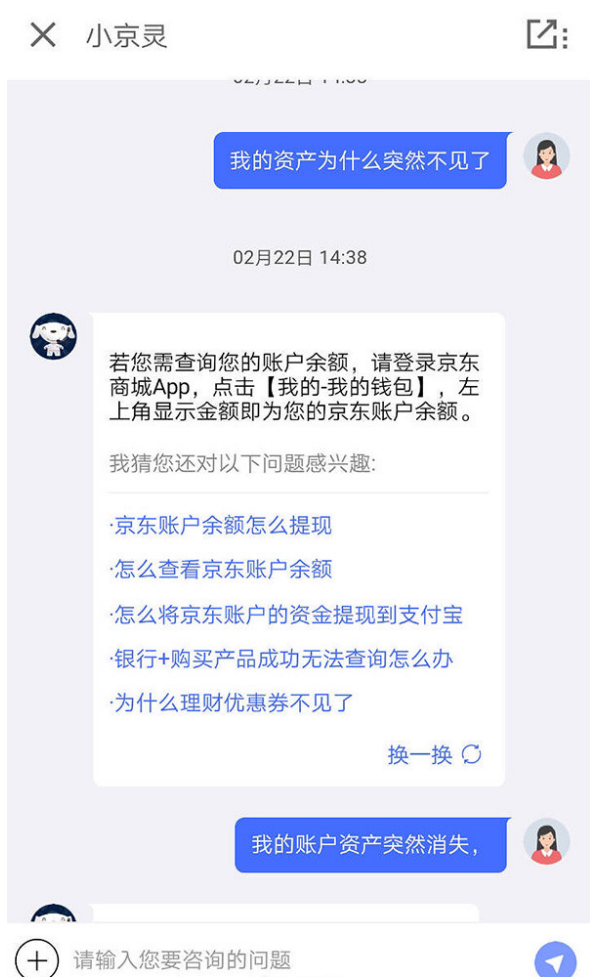 小京灵
我的资产为什么突然不见了
02月22日 14:38
若您需查询您的账户余额，请登录京东
商城App，点击【我的-我的钱包】，左
上角显示金额即为您的京东账户余额。
我猜您还对以下问题感兴趣:
·京东账户余额怎么提现
·怎么查看京东账户余额
·怎么将京东账户的资金提现到支付宝
·银行+购买产品成功无法查询怎么办
·为什么理财优惠券不见了
换一换
我的账户资产突然消失，
请输入您要咨询的问题